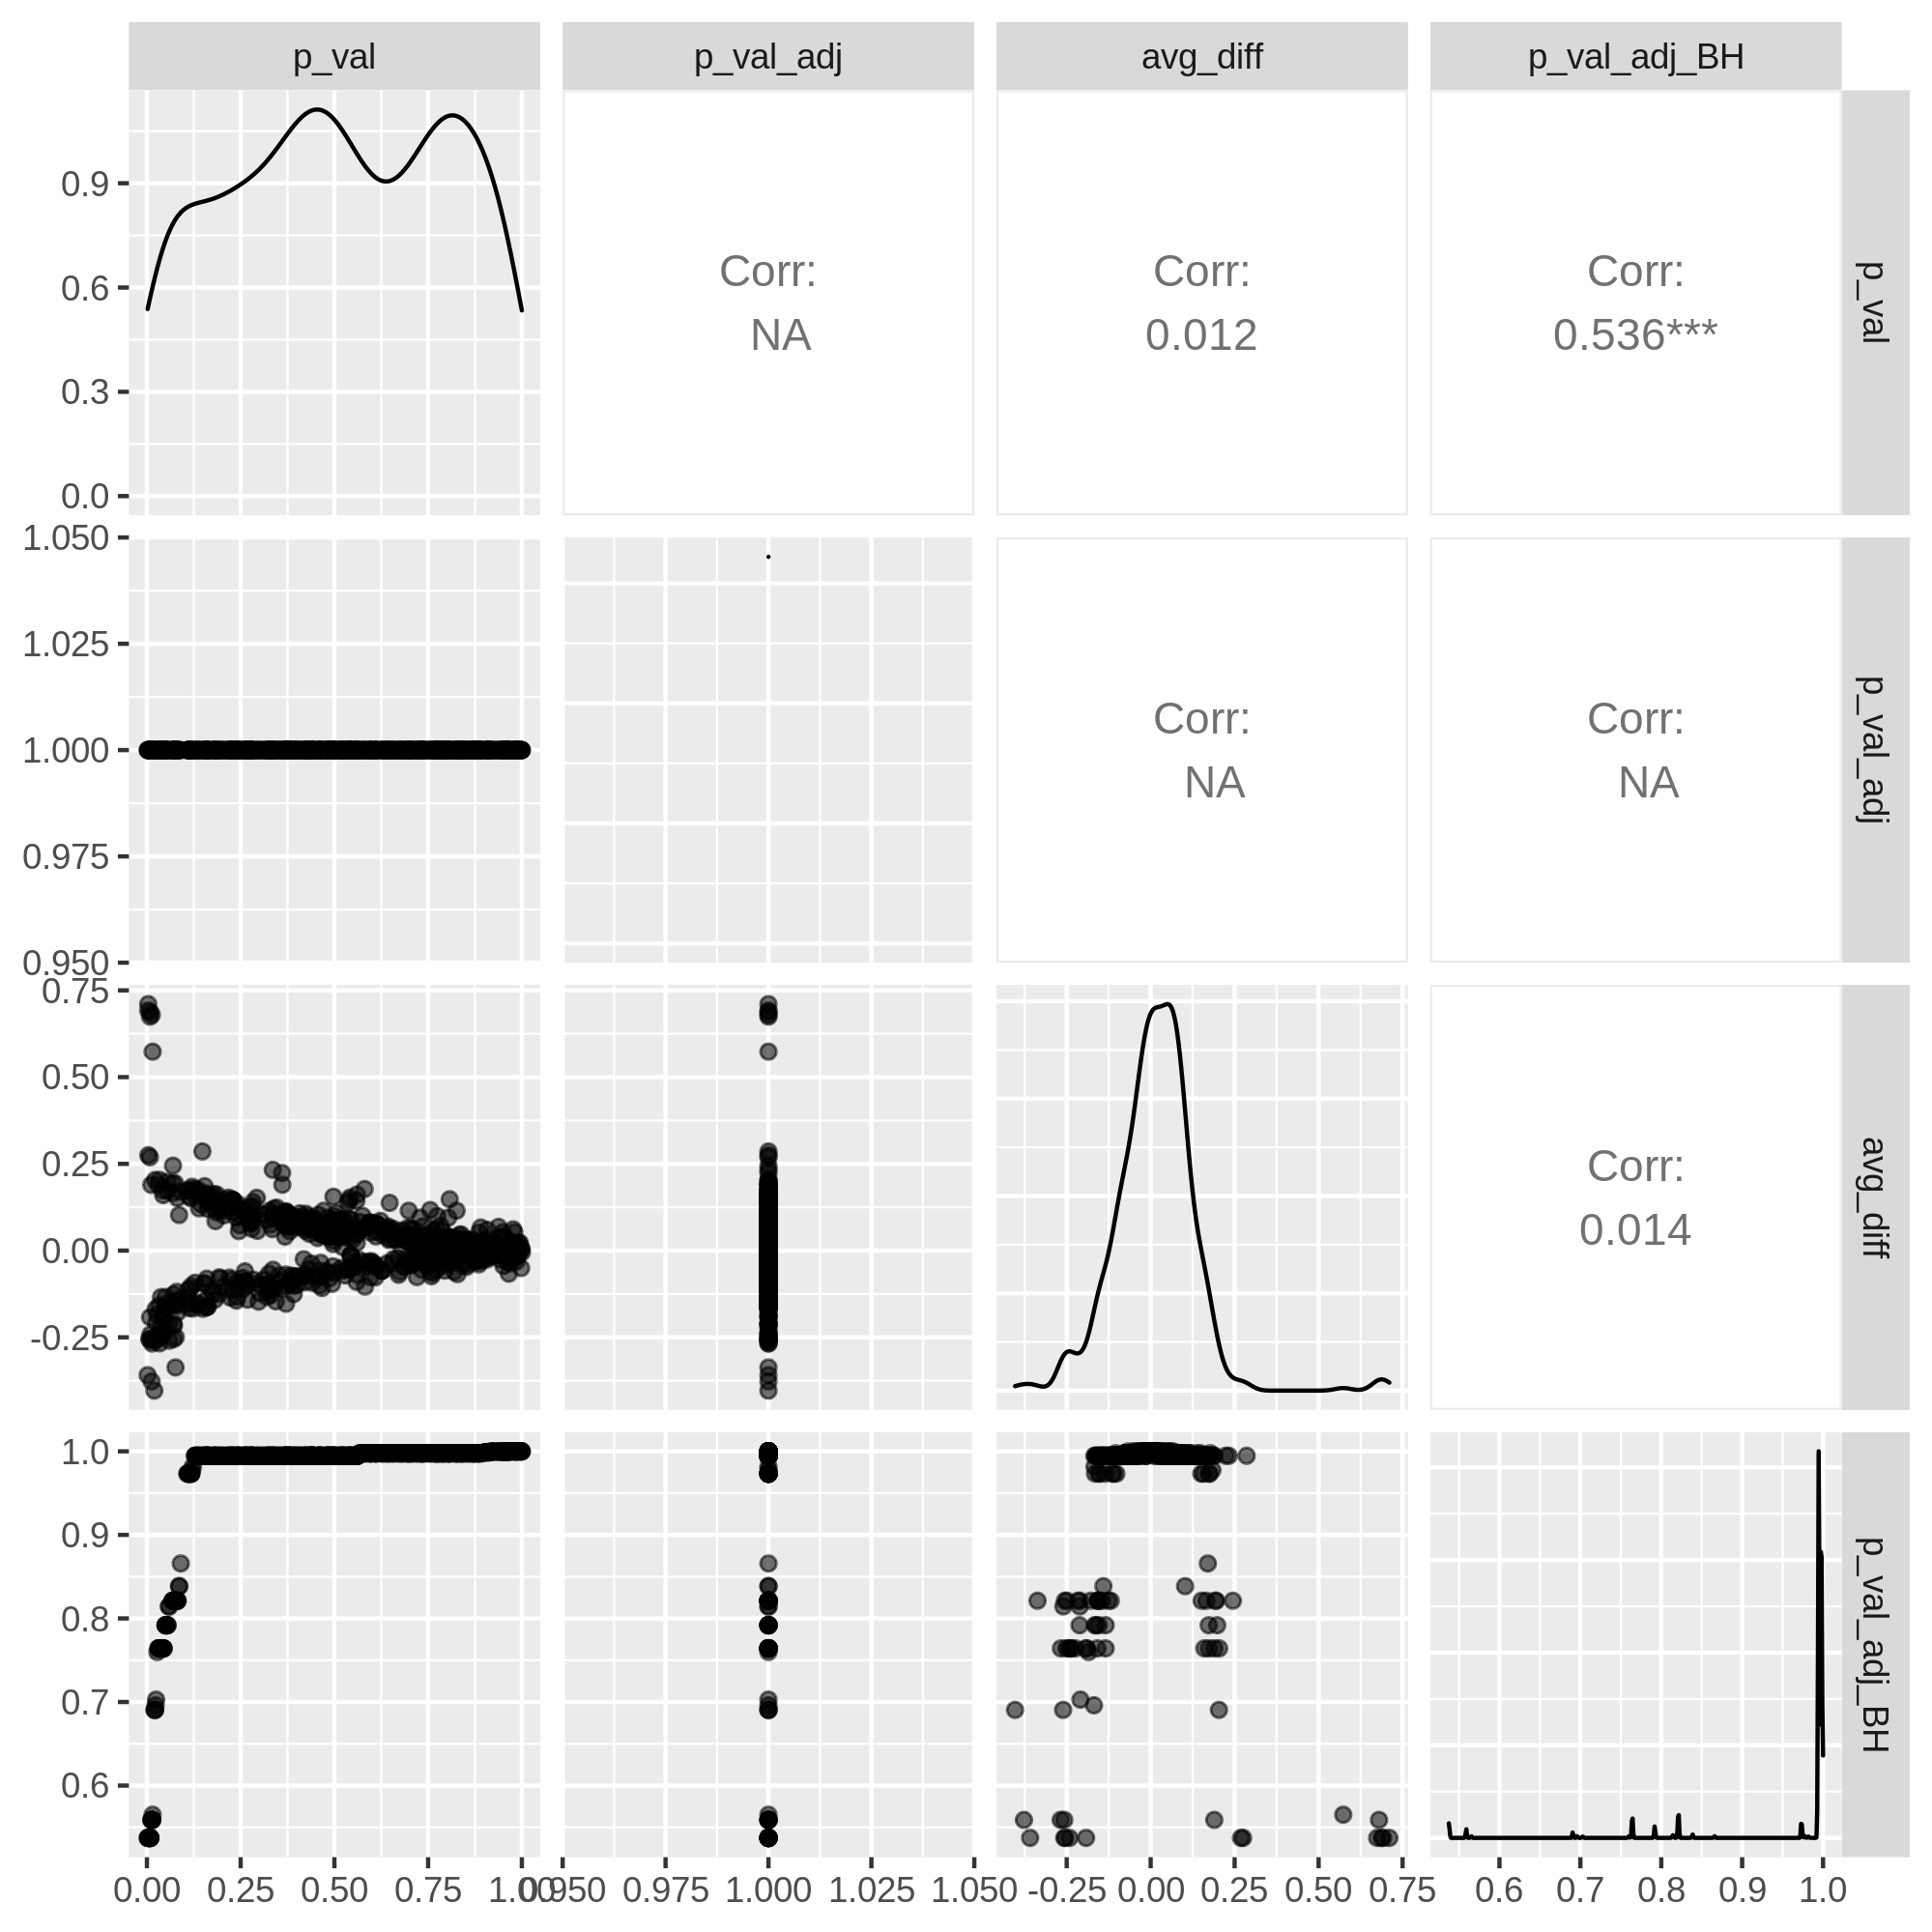 p_val p_val_adj avg_diff p_val_adj_BH
0.9
0.6
0.3
0.0
Corr:
NA
Corr:
0.012
Corr:
0.536***
p_val
1.050
1.025
1.000
0.975
0.950
Corr:
NA
Corr:
NA
p_val_adj
0.75
0.50
0.25
0.00
-0.25
Corr:
0.014
avg_diff
1.0
0.9
0.8
0.7
0.6
p_val_adj_BH
0.00 0.25 0.50 0.75 1.00 0.950 0.975 1.000 1.025 1.050 -0.25 0.00 0.25 0.50 0.75 0.6 0.7 0.8 0.9 1.0